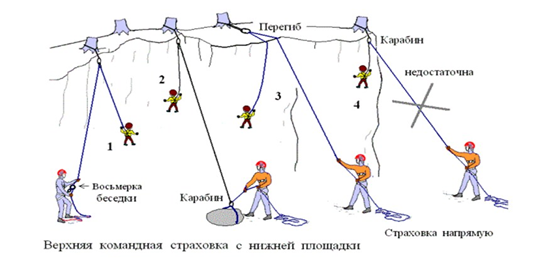 Перегиб
Карабин
недостаточна
2
3
4
1
Восьмерка
беседки
Карабин
Страховка напрямую
Верхняя командная страховка с нижней площадки